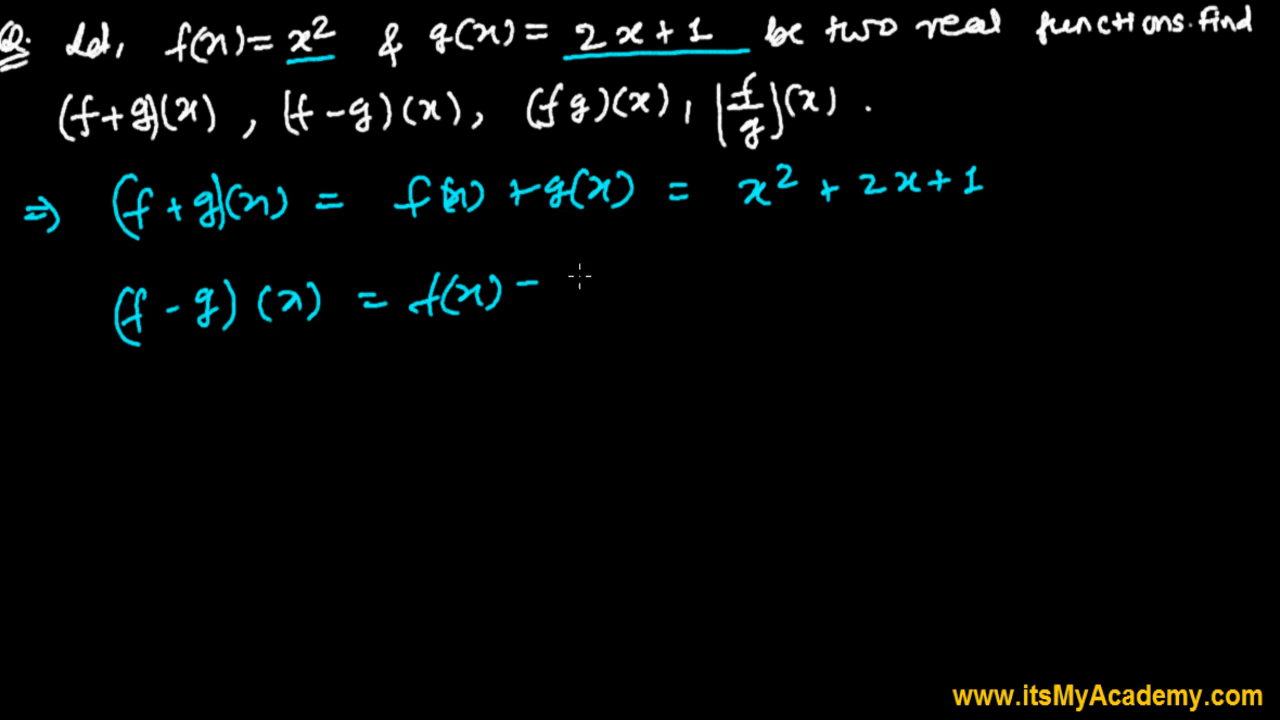 Q. Let, f(x) = x² & g(x) = 2x + 1 be two real functions. Find
(f+g)(x), (f-g)(x), (fg)(x), (f/g)(x).
⇒ (f+g)(x) = f(x) + g(x) = x² + 2x + 1
(f-g)(x) = f(x) -
www.itsMyAcademy.com